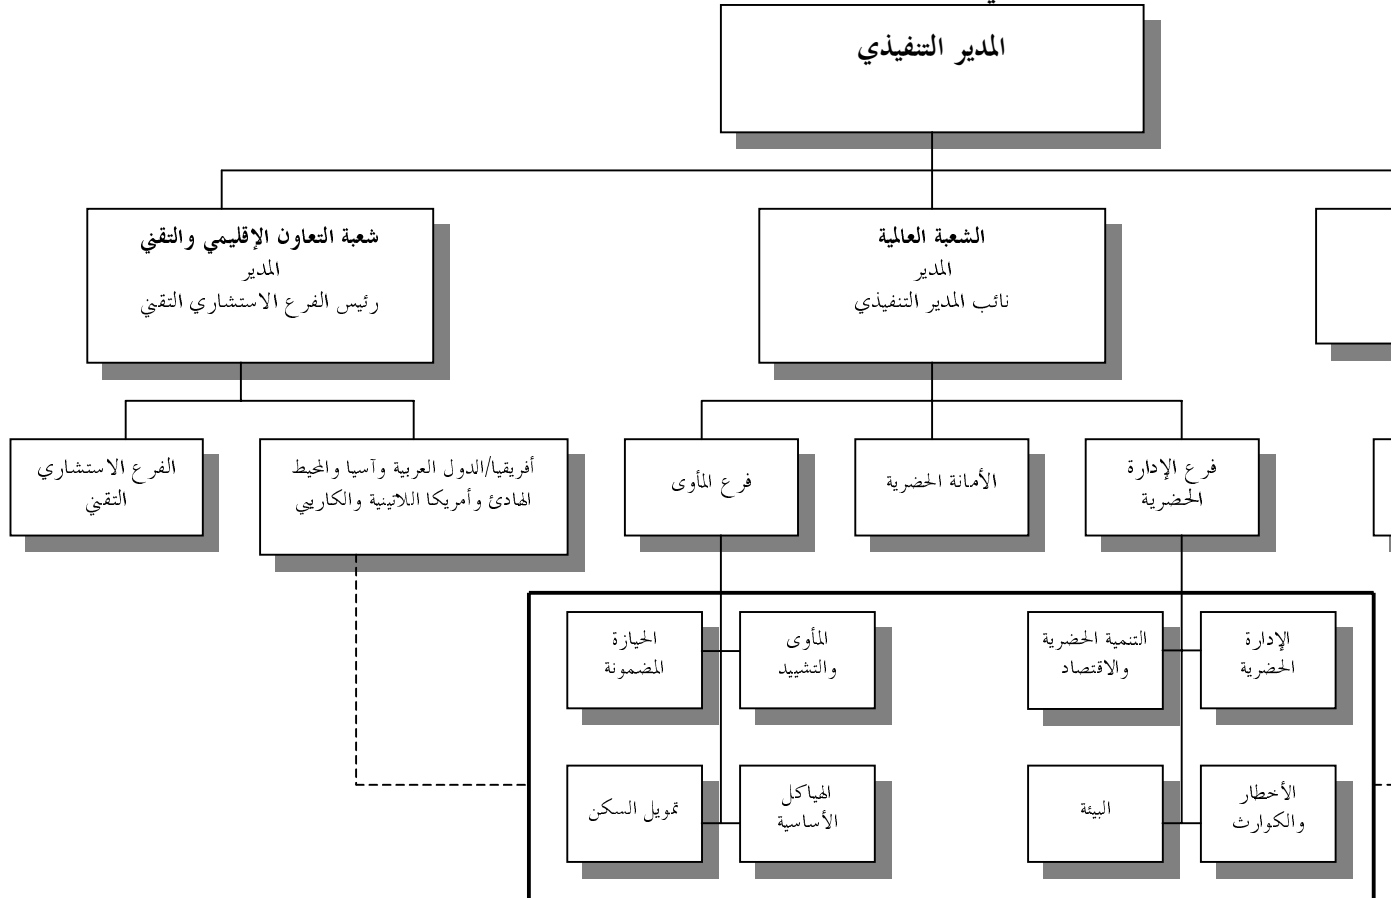 المدير التنفيذي
الشعبة العالمية
المدير
نائب المدير التنفيذي
شعبة التعاون الإقليمي والتقني
المدير
رئيس الفرع الاستشاري التقني
فرع الإدارة
الحضرية
الأمانة الحضرية
فرع المأوى
أفريقيا/الدول العربية وآسيا والمحيط
الهادئ وأمريكا اللاتينية والكاريبي
الفرع الاستشاري
التقني
الإدارة
الحضرية
التنمية الحضرية
والاقتصاد
المأوى
والتشييد
الحيازة
المضمونة
الأخطار
والكوارث
البيئة
الهياكل
الأساسية
تمويل السكن